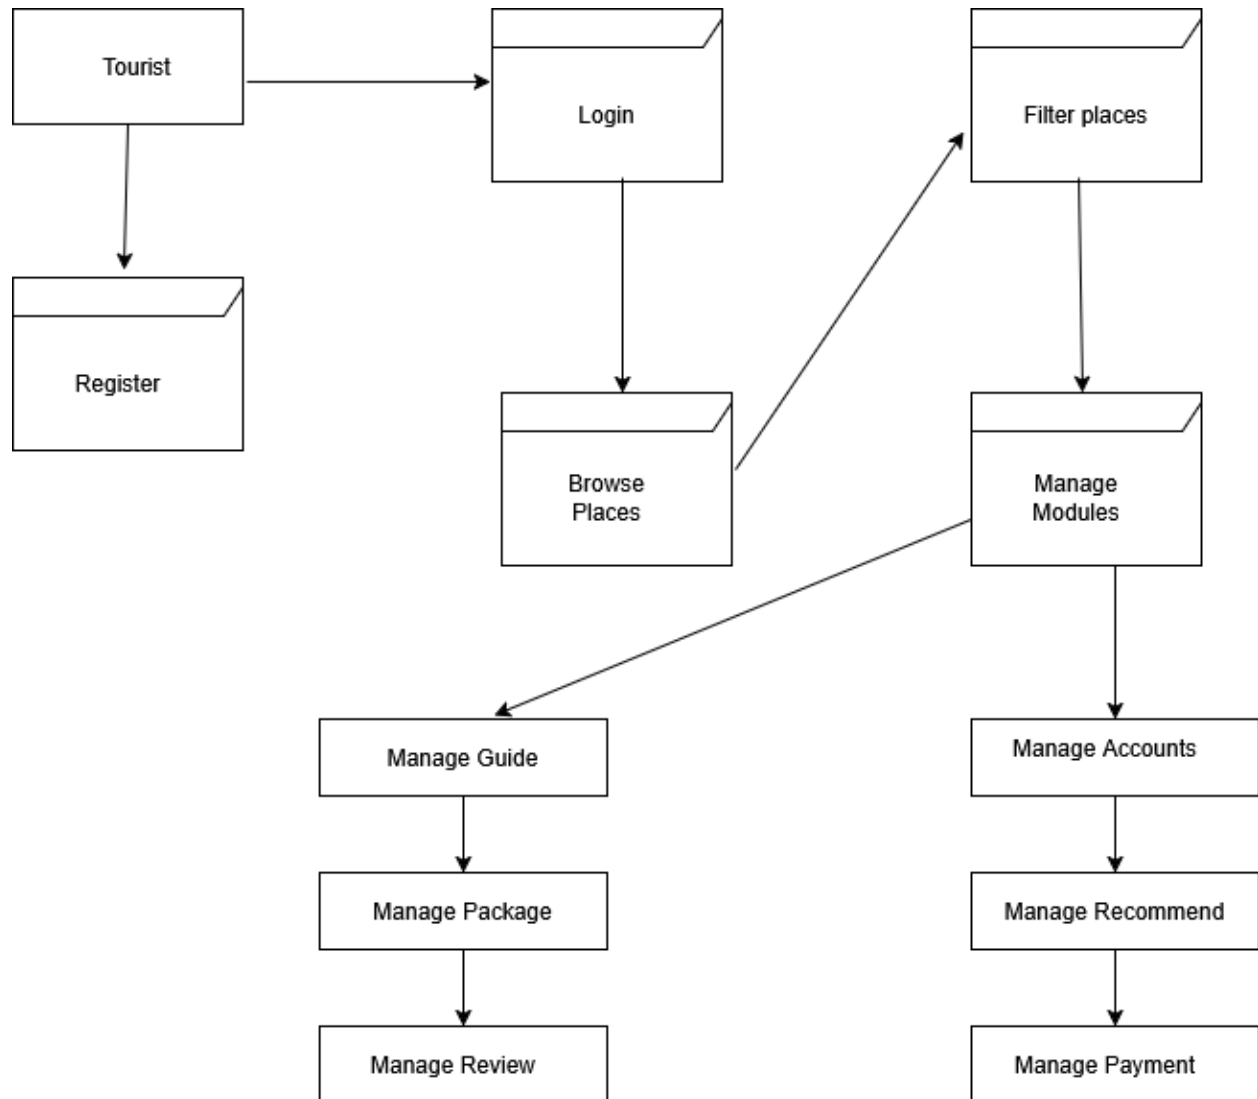 Tourist
Login
Filter places
Register
Browse
Places
Manage
Modules
Manage Guide
Manage Accounts
Manage Package
Manage Recommend
Manage Review
Manage Payment